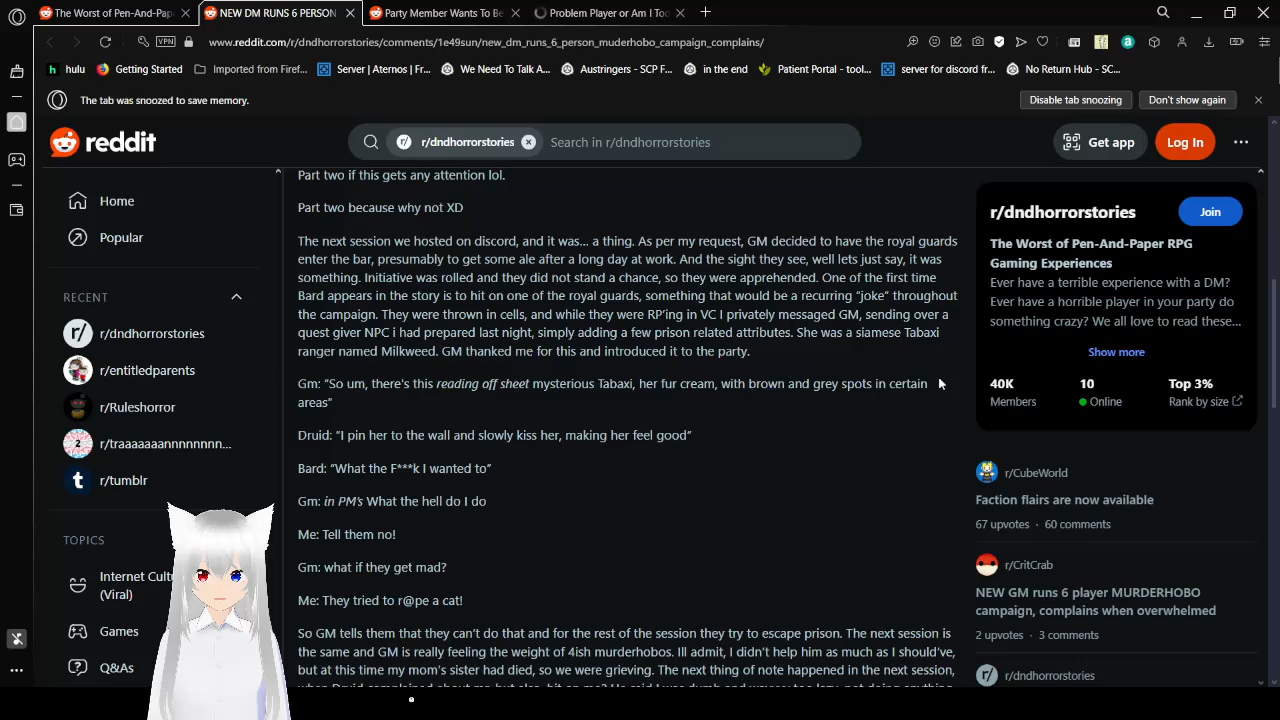 The Worst of Pen-And-Pape
NEW DM RUNS 6 PERSON
Party Member Wants To Be
Problem Player or Am I Too
VPN
www.reddit.com/r/dndhorrorstories/comments/1e49sun/new_dm_runs_6_person_muderhobo_campaign_complains/
hulu
Getting Started
Imported from Firef...
Server | Aternos | Fr...
We Need To Talk A...
Austringers - SCP F...
in the end
Patient Portal - tool...
server for discord fr...
No Return Hub - SC...
The tab was snoozed to save memory.
Disable tab snoozing
Don't show again
reddit
r/dndhorrorstories
Search in r/dndhorrorstories
Get app
Log In
Home
Popular
RECENT
r/dndhorrorstories
r/entitledparents
r/Ruleshorror
r/traaaaaaannnnnnnn...
r/tumblr
TOPICS
Internet Cult
(Viral)
Games
Q&As
Part two if this gets any attention lol.
Part two because why not XD
The next session we hosted on discord, and it was… a thing. As per my request, GM decided to have the royal guards
enter the bar, presumably to get some ale after a long day at work. And the sight they see, well lets just say, it was
something. Initiative was rolled and they did not stand a chance, so they were apprehended. One of the first time
Bard appears in the story is to hit on one of the royal guards, something that would be a recurring “joke” throughout
the campaign. They were thrown in cells, and while they were RP’ing in VC I privately messaged GM, sending over a
quest giver NPC i had prepared last night, simply adding a few prison related attributes. She was a siamese Tabaxi
ranger named Milkweed. GM thanked me for this and introduced it to the party.
Gm: “So um, there's this reading off sheet mysterious Tabaxi, her fur cream, with brown and grey spots in certain
areas”
Druid: “I pin her to the wall and slowly kiss her, making her feel good”
Bard: “What the F***k I wanted to”
Gm: in PM’s What the hell do I do
Me: Tell them no!
Gm: what if they get mad?
Me: They tried to r@pe a cat!
So GM tells them that they can’t do that and for the rest of the session they try to escape prison. The next session is
the same and GM is really feeling the weight of 4ish murderhobos. Ill admit, I didn’t help him as much as I should’ve,
but at this time my mom’s sister had died, so we were grieving. The next thing of note happened in the next session,
r/dndhorrorstories
Join
The Worst of Pen-And-Paper RPG
Gaming Experiences
Ever have a terrible experience with a DM?
Ever have a horrible player in your party do
something crazy? We all love to read these…
Show more
40K
Members
10
Online
Top 3%
Rank by size
r/CubeWorld
Faction flairs are now available
67 upvotes · 60 comments
r/CritCrab
NEW GM runs 6 player MURDERHOBO
campaign, complains when overwhelmed
2 upvotes · 3 comments
r/dndhorrorstories